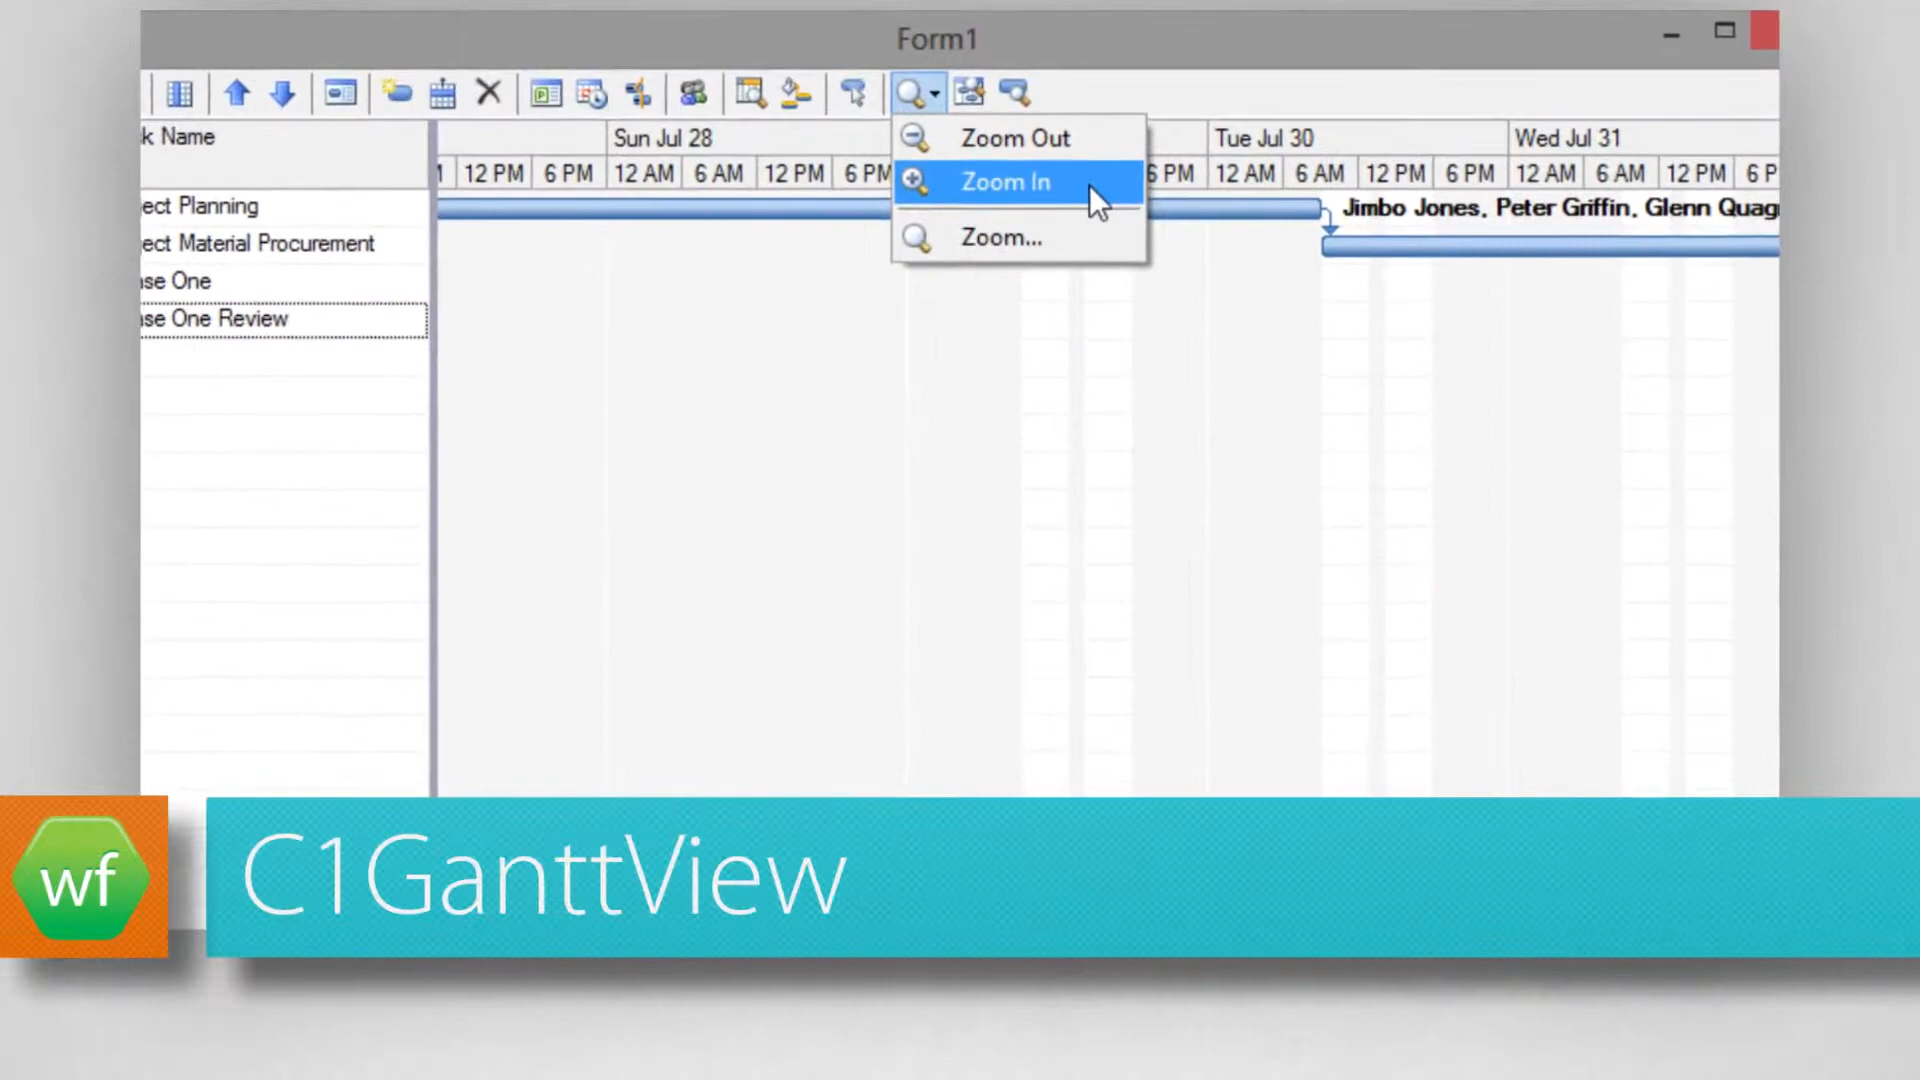 Form1
k Name
Sun Jul 28
Tue Jul 30
Wed Jul 31
12 PM 6 PM 12 AM 6 AM 12 PM 6 PM 6 PM 12 AM 6 AM 12 PM 6 PM 12 AM 6 AM 12 PM 6 P
Zoom Out
Zoom In
Zoom...
ect Planning
Jimbo Jones, Peter Griffin, Glenn Quag
ect Material Procurement
se One
se One Review
wf
C1GanttView